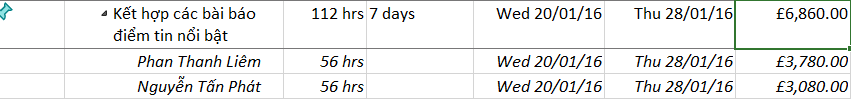 Kết hợp các bài báo 112 hrs 7 days Wed 20/01/16 Thu 28/01/16 £6,860.00
điểm tin nổi bật
Phan Thanh Liêm 56 hrs Wed 20/01/16 Thu 28/01/16 £3,780.00
Nguyễn Tấn Phát 56 hrs Wed 20/01/16 Thu 28/01/16 £3,080.00